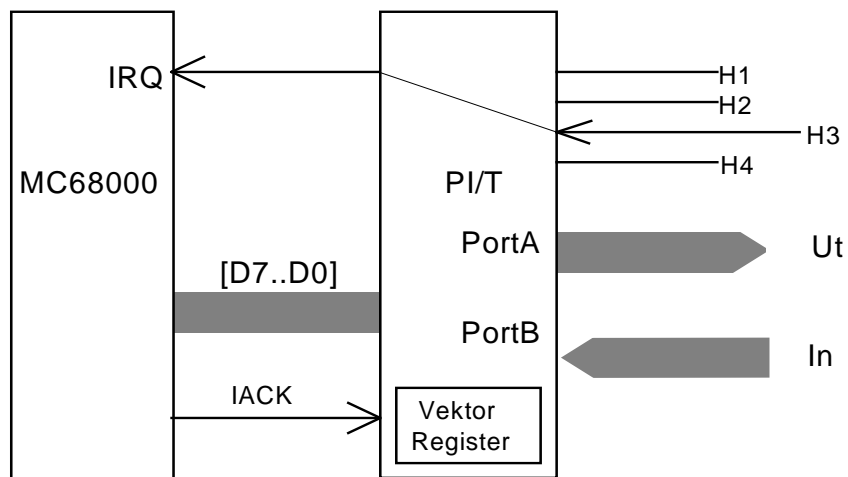 IRQ
H1
H2
H3
MC68000
PI/T
H4
PortA
Ut
[D7..D0]
PortB
In
IACK
Vektor
Register